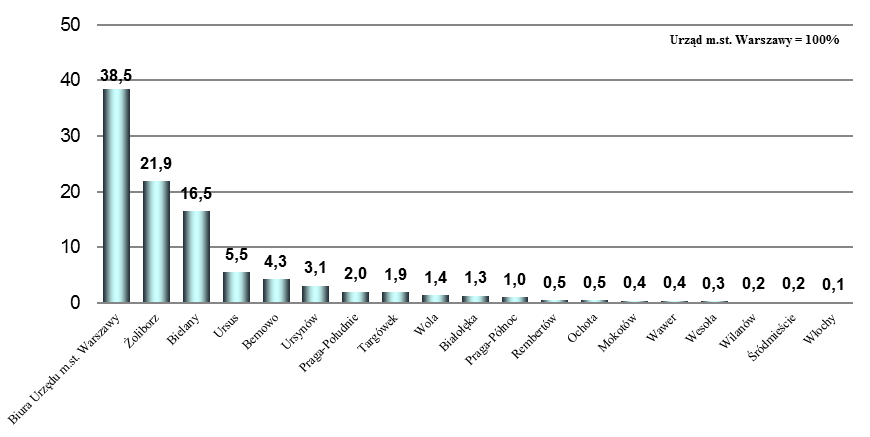 50
Urząd m.st. Warszawy = 100%
40
30
20
10
0
38,5
21,9
16,5
5,5
4,3
3,1
2,0
1,9
1,4
1,3
1,0
0,5
0,5
0,4
0,4
0,3
0,2
0,2
0,1
Biura Urzędu m.st. Warszawy
Żoliborz
Bielany
Ursus
Bemowo
Ursynów
Praga-Południe
Targówek
Wola
Białołęka
Praga-Północ
Rembertów
Ochota
Mokotów
Wawer
Wesoła
Wilanów
Śródmieście
Włochy